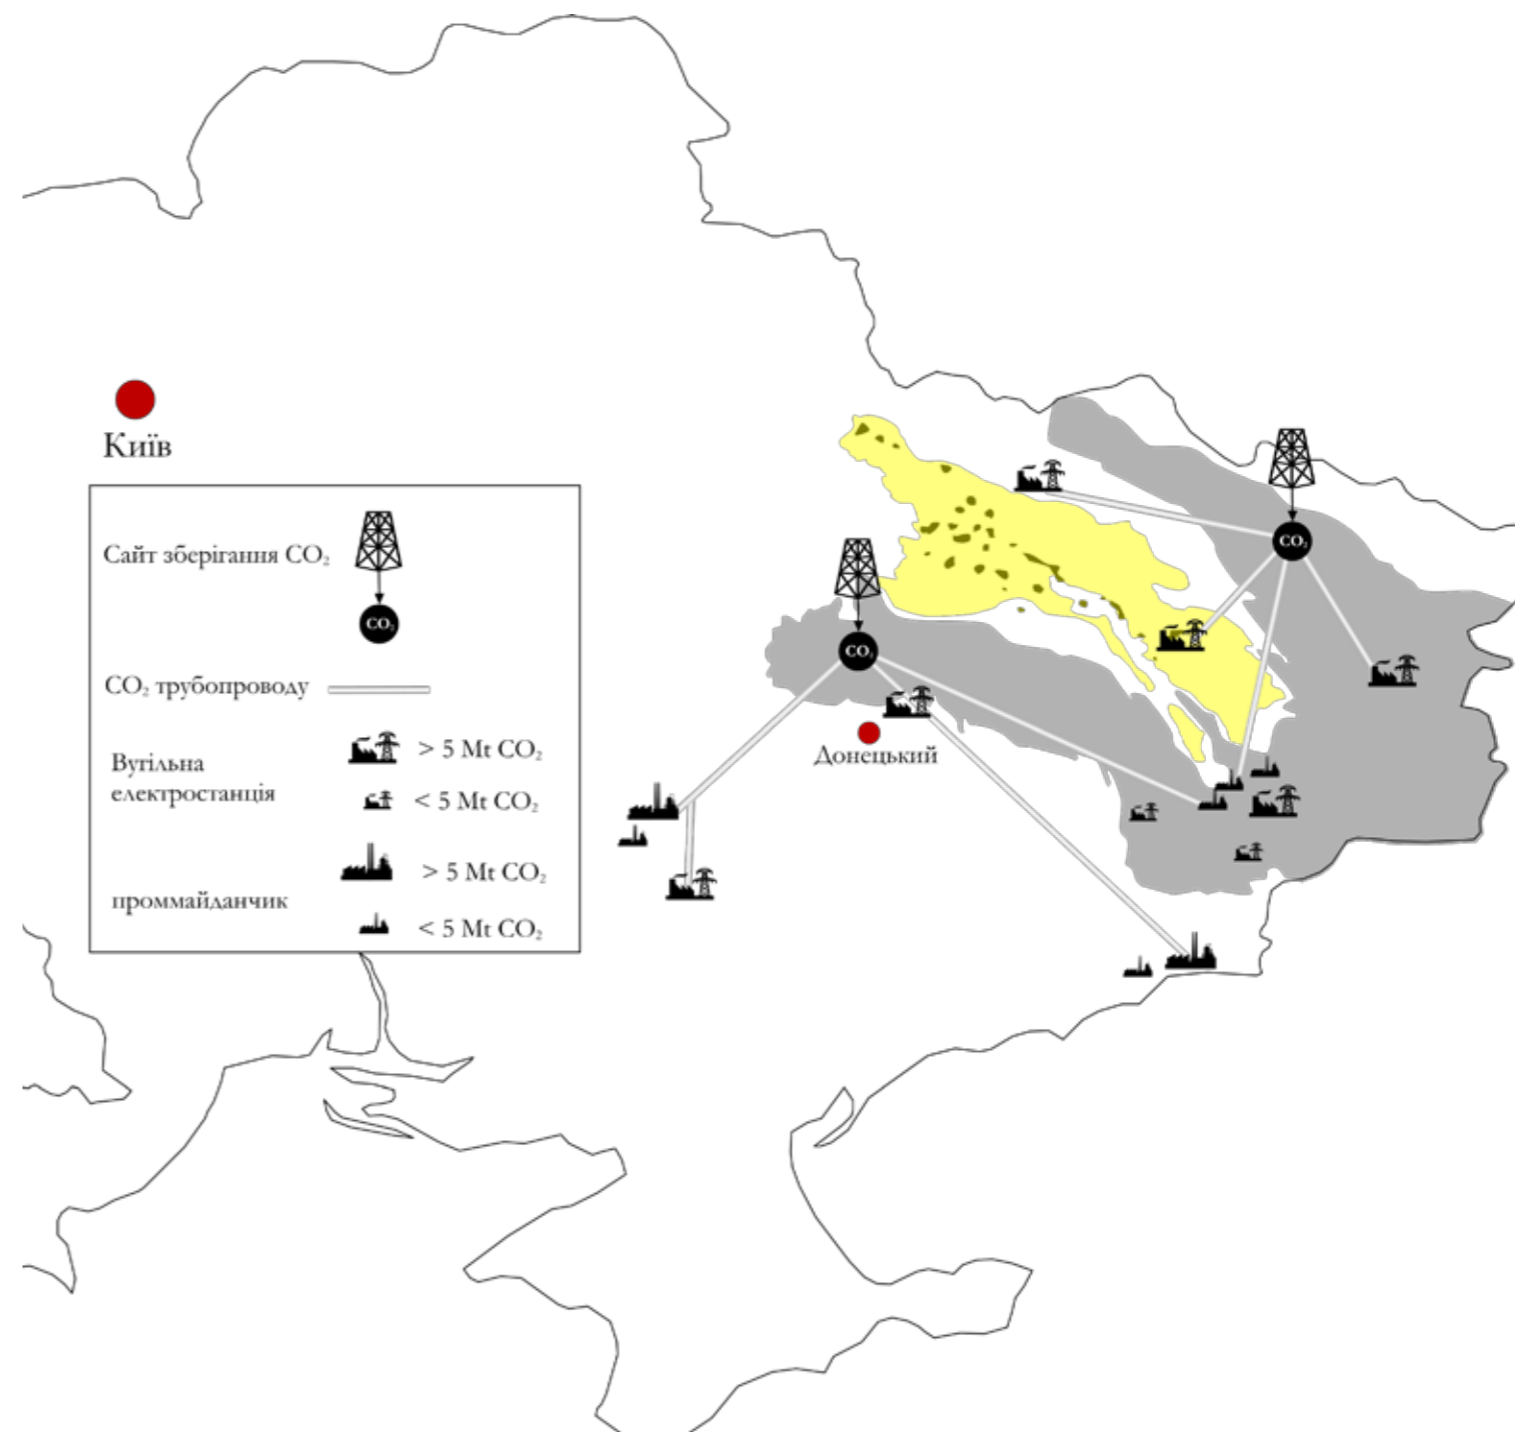 Київ
Сайт зберігання CO₂
CO₂
CO₂ трубопроводу
Вугільна
електростанція
> 5 Mt CO₂
< 5 Mt CO₂
проммайданчик
> 5 Mt CO₂
< 5 Mt CO₂
CO₂
CO₂
Донецький